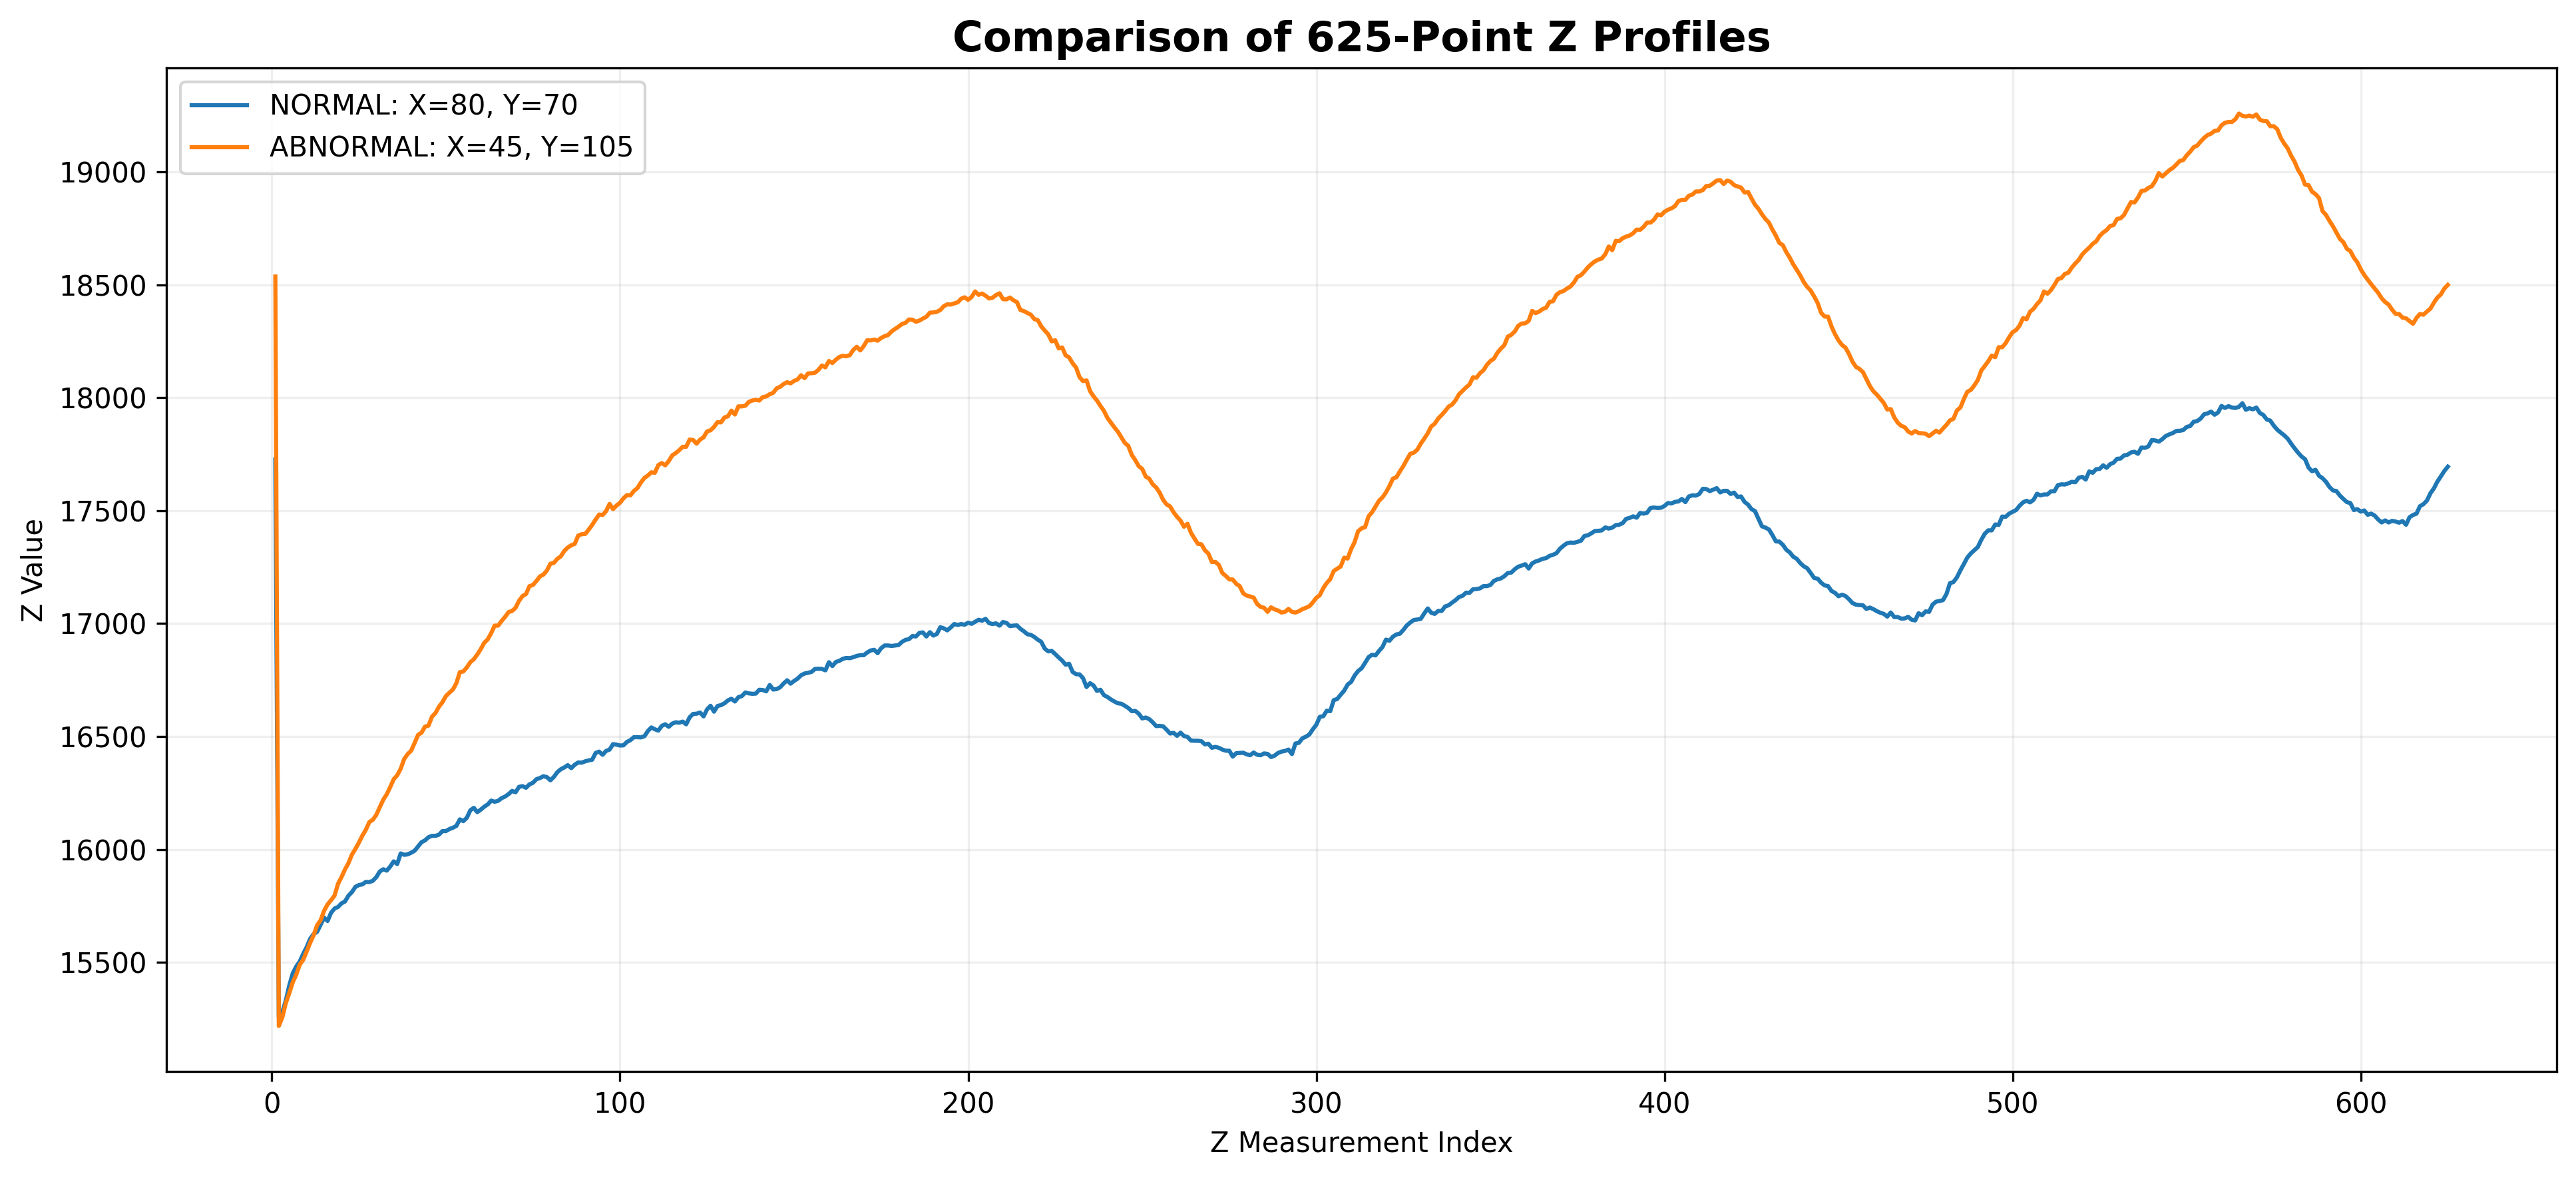 Comparison of 625-Point Z Profiles
NORMAL: X=80, Y=70
ABNORMAL: X=45, Y=105
19000
18500
18000
17500
17000
16500
16000
15500
Z Value
0 100 200 300 400 500 600
Z Measurement Index